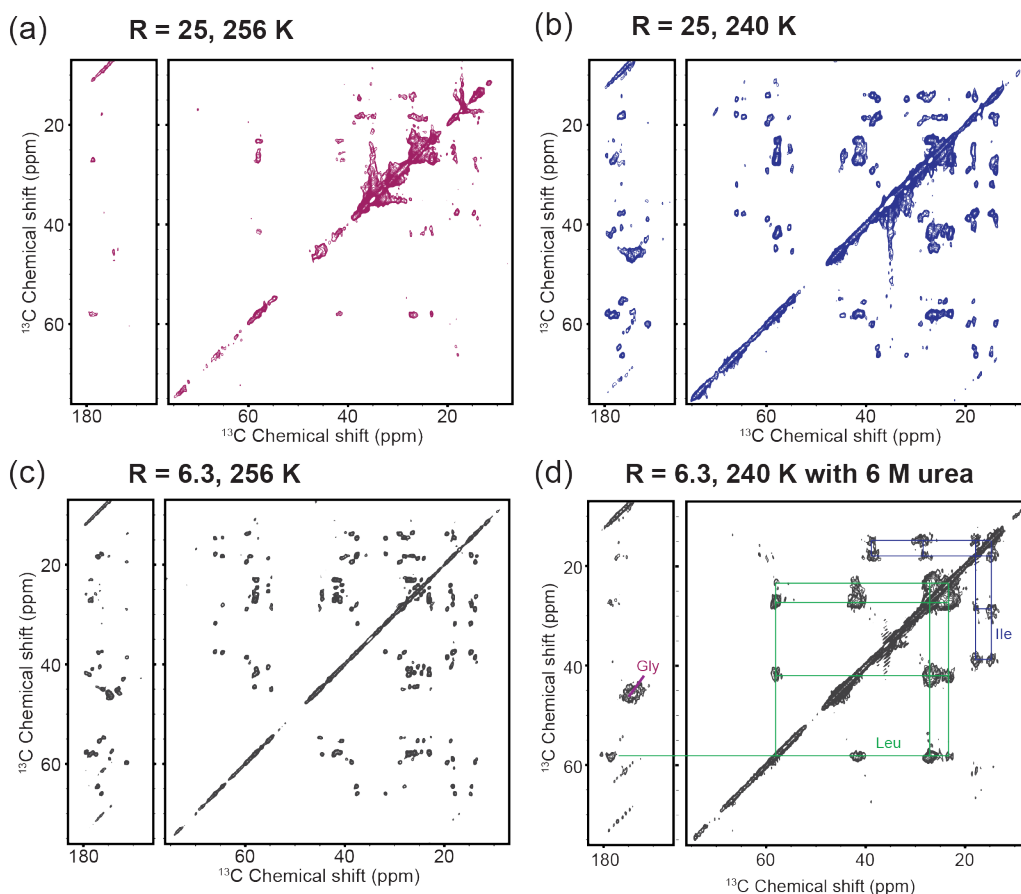 (a) R = 25, 256 K
(b) R = 25, 240 K
¹³C Chemical shift (ppm)
20
40
60
180
60
40
20
¹³C Chemical shift (ppm)
¹³C Chemical shift (ppm)
20
40
60
180
60
40
20
¹³C Chemical shift (ppm)
(c) R = 6.3, 256 K
(d) R = 6.3, 240 K with 6 M urea
¹³C Chemical shift (ppm)
20
40
60
180
60
40
20
¹³C Chemical shift (ppm)
¹³C Chemical shift (ppm)
20
40
60
Gly
Ile
Leu
180
60
40
20
¹³C Chemical shift (ppm)